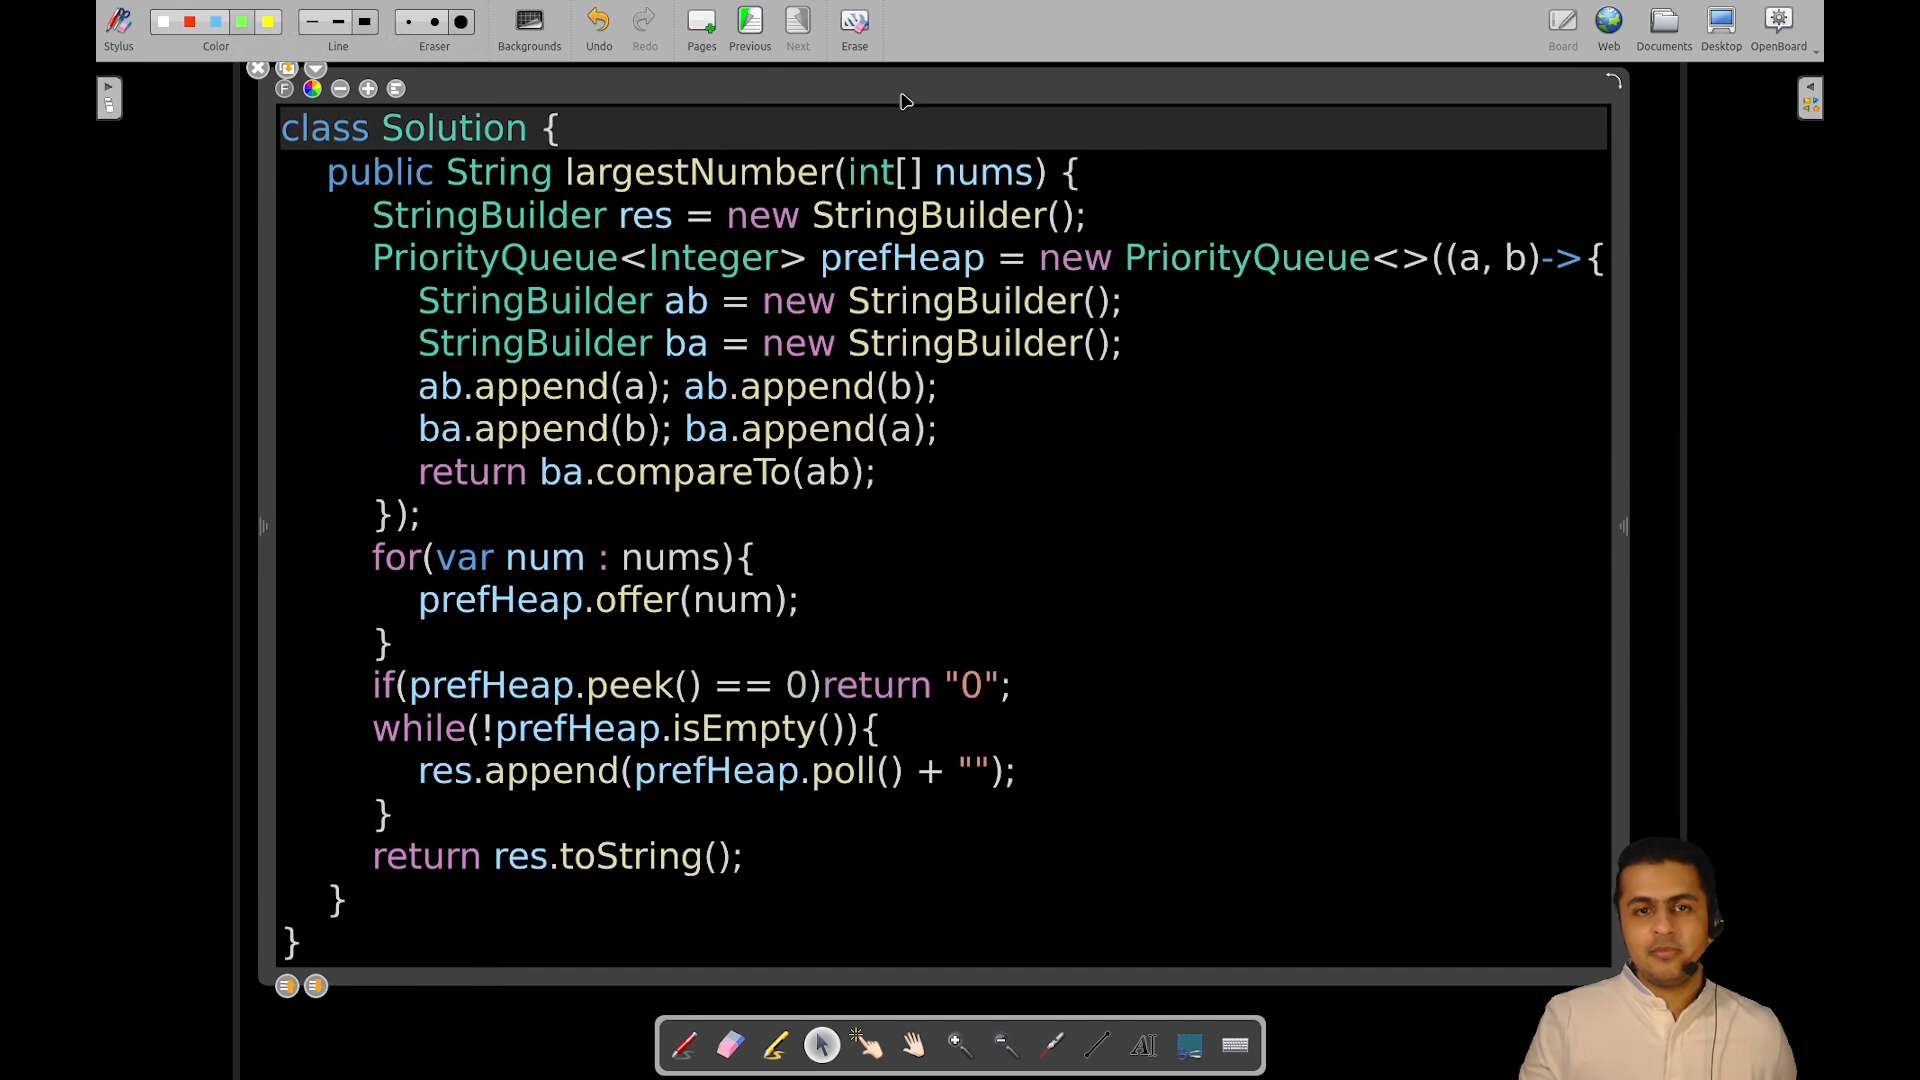 Stylus
Color
Line
Eraser
Backgrounds
Undo
Redo
Pages
Previous
Next
Erase
Board
Web
Documents
Desktop
OpenBoard
F
class Solution {
public String largestNumber(int[] nums) {
StringBuilder res = new StringBuilder();
PriorityQueue<Integer> prefHeap = new PriorityQueue<>((a, b)->{
StringBuilder ab = new StringBuilder();
StringBuilder ba = new StringBuilder();
ab.append(a); ab.append(b);
ba.append(b); ba.append(a);
return ba.compareTo(ab);
});
for(var num : nums){
prefHeap.offer(num);
}
if(prefHeap.peek() == 0)return "0";
while(!prefHeap.isEmpty()){
res.append(prefHeap.poll() + "");
}
return res.toString();
}
}
AI